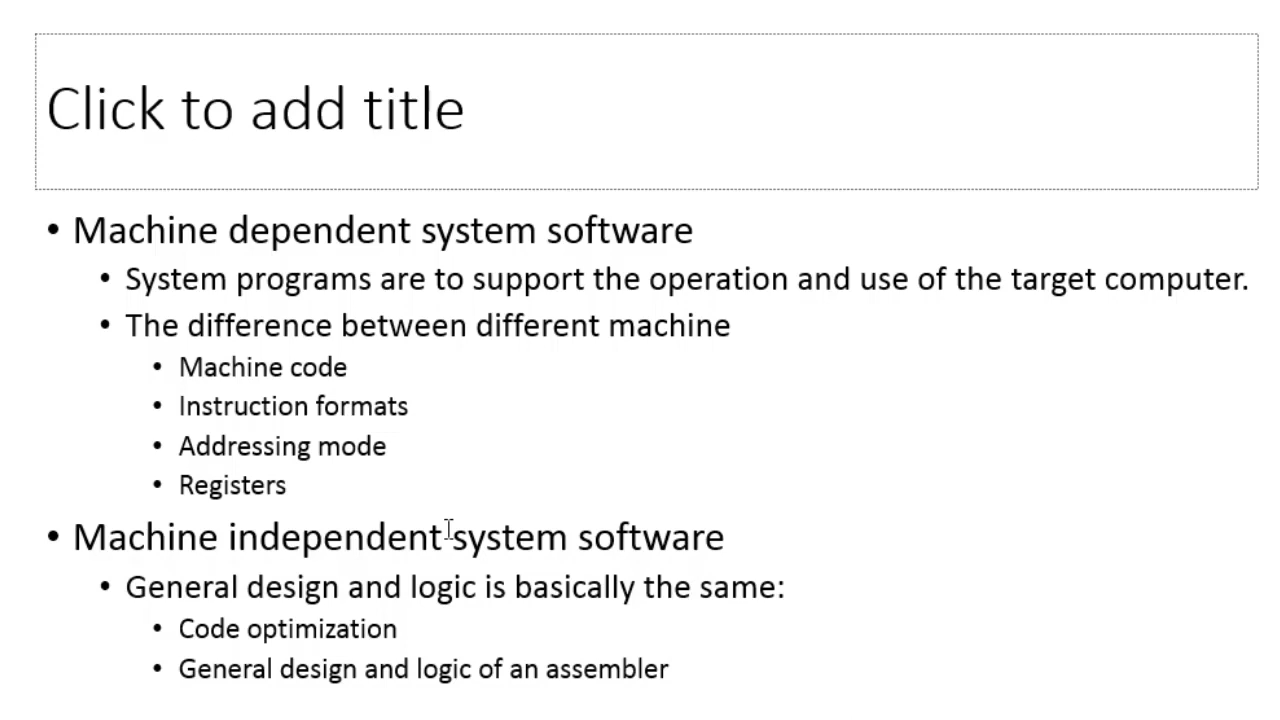 Click to add title
• Machine dependent system software
• System programs are to support the operation and use of the target computer.
• The difference between different machine
• Machine code
• Instruction formats
• Addressing mode
• Registers
• Machine independent system software
• General design and logic is basically the same:
• Code optimization
• General design and logic of an assembler